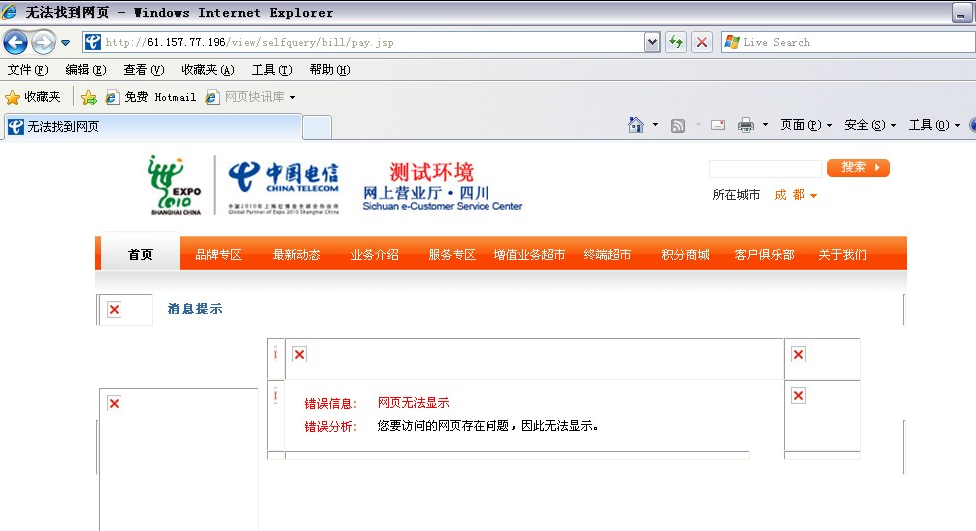 无法找到网页 - Windows Internet Explorer
http://61.157.77.196/view/selfquery/bill/pay.jsp
Live Search
文件(F) 编辑(E) 查看(V) 收藏夹(A) 工具(T) 帮助(H)
收藏夹 免费 Hotmail 网页快讯库
无法找到网页
页面(P) 安全(S) 工具(O)
EXPO
2010
SHANGHAI CHINA
中国电信
CHINA TELECOM
中国2010年上海世博会全球合作伙伴
Global Partner of Expo 2010 Shanghai China
测试环境
网上营业厅·四川
Sichuan e-Customer Service Center
搜索
所在城市 成都
首页 品牌专区 最新动态 业务介绍 服务专区 增值业务超市 终端超市 积分商城 客户俱乐部 关于我们
消息提示
错误信息: 网页无法显示
错误分析: 您要访问的网页存在问题，因此无法显示。